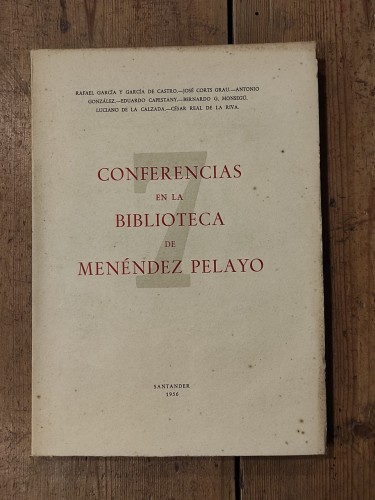 RAFAEL GARCÍA Y GARCÍA DE CASTRO.—JOSÉ CORTS GRAU.—ANTONIO
GONZÁLEZ.—EDUARDO CAPESTANY.—BERNARDO G. MONSEGÚ.
LUCIANO DE LA CALZADA.—CÉSAR REAL DE LA RIVA.
7
CONFERENCIAS
EN LA
BIBLIOTECA
DE
MENÉNDEZ PELAYO
SANTANDER
1956